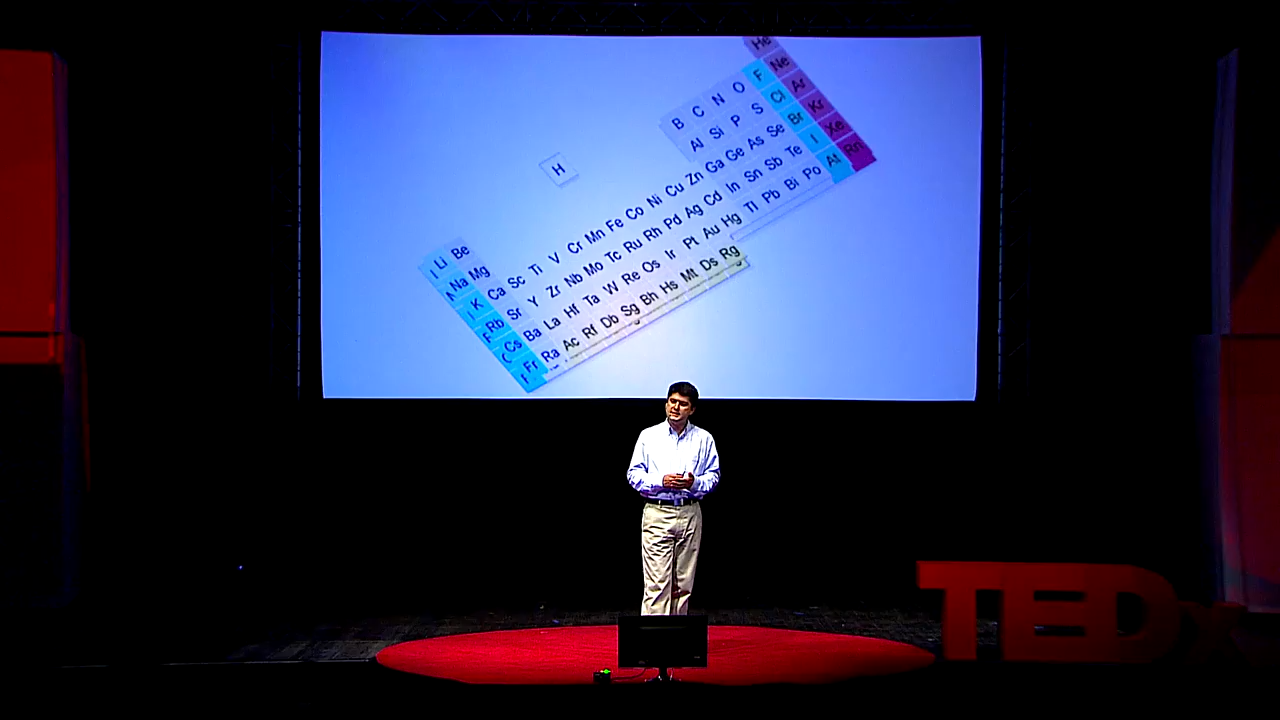 H
He
B C N O F Ne
Al Si P S Cl Ar
Li Be
Na Mg
K Ca Sc Ti V Cr Mn Fe Co Ni Cu Zn Ga Ge As Se Br Kr
Rb Sr Y Zr Nb Mo Tc Ru Rh Pd Ag Cd In Sn Sb Te I Xe
Cs Ba La Hf Ta W Re Os Ir Pt Au Hg Tl Pb Bi Po At Rn
Fr Ra Ac Rf Db Sg Bh Hs Mt Ds Rg
TEDx